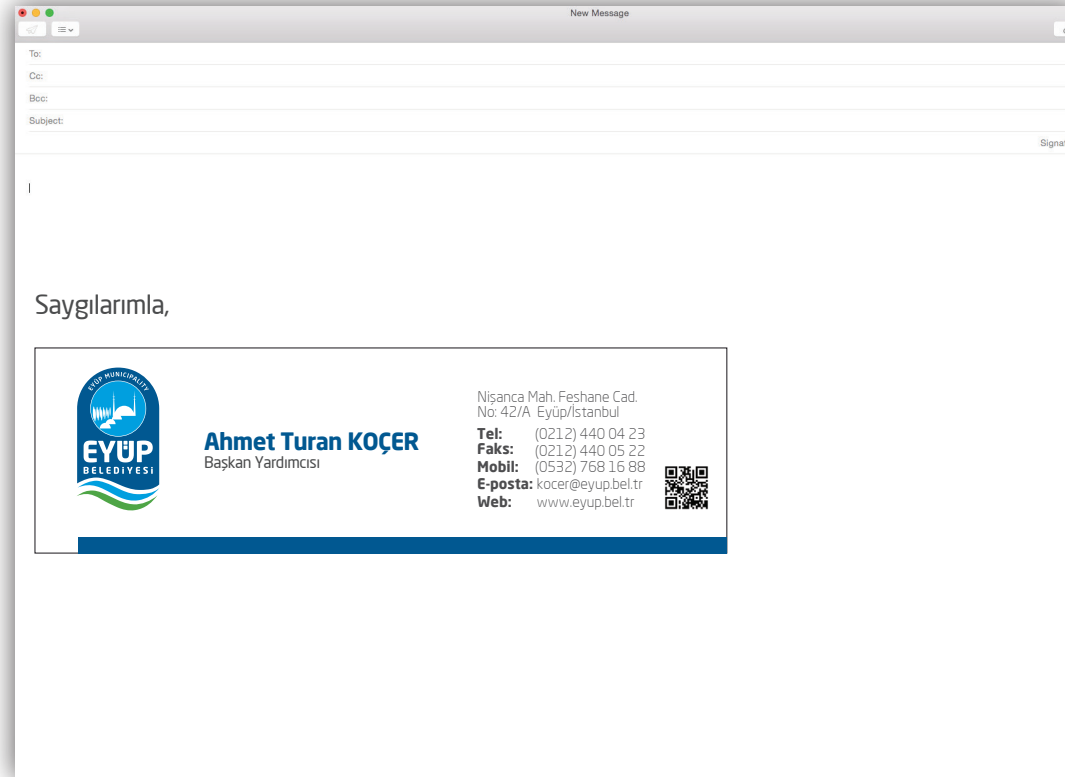 New Message
To:
Cc:
Bcc:
Subject:
Saygılarımla,
EYÜP MUNICIPALITY
EYÜP
BELEDİYESİ
Ahmet Turan KOÇER
Başkan Yardımcısı
Nişanca Mah. Feshane Cad.
No: 42/A Eyüp/İstanbul
Tel: (0212) 440 04 23
Faks: (0212) 440 05 22
Mobil: (0532) 768 16 88
E-posta: kocer@eyup.bel.tr
Web: www.eyup.bel.tr